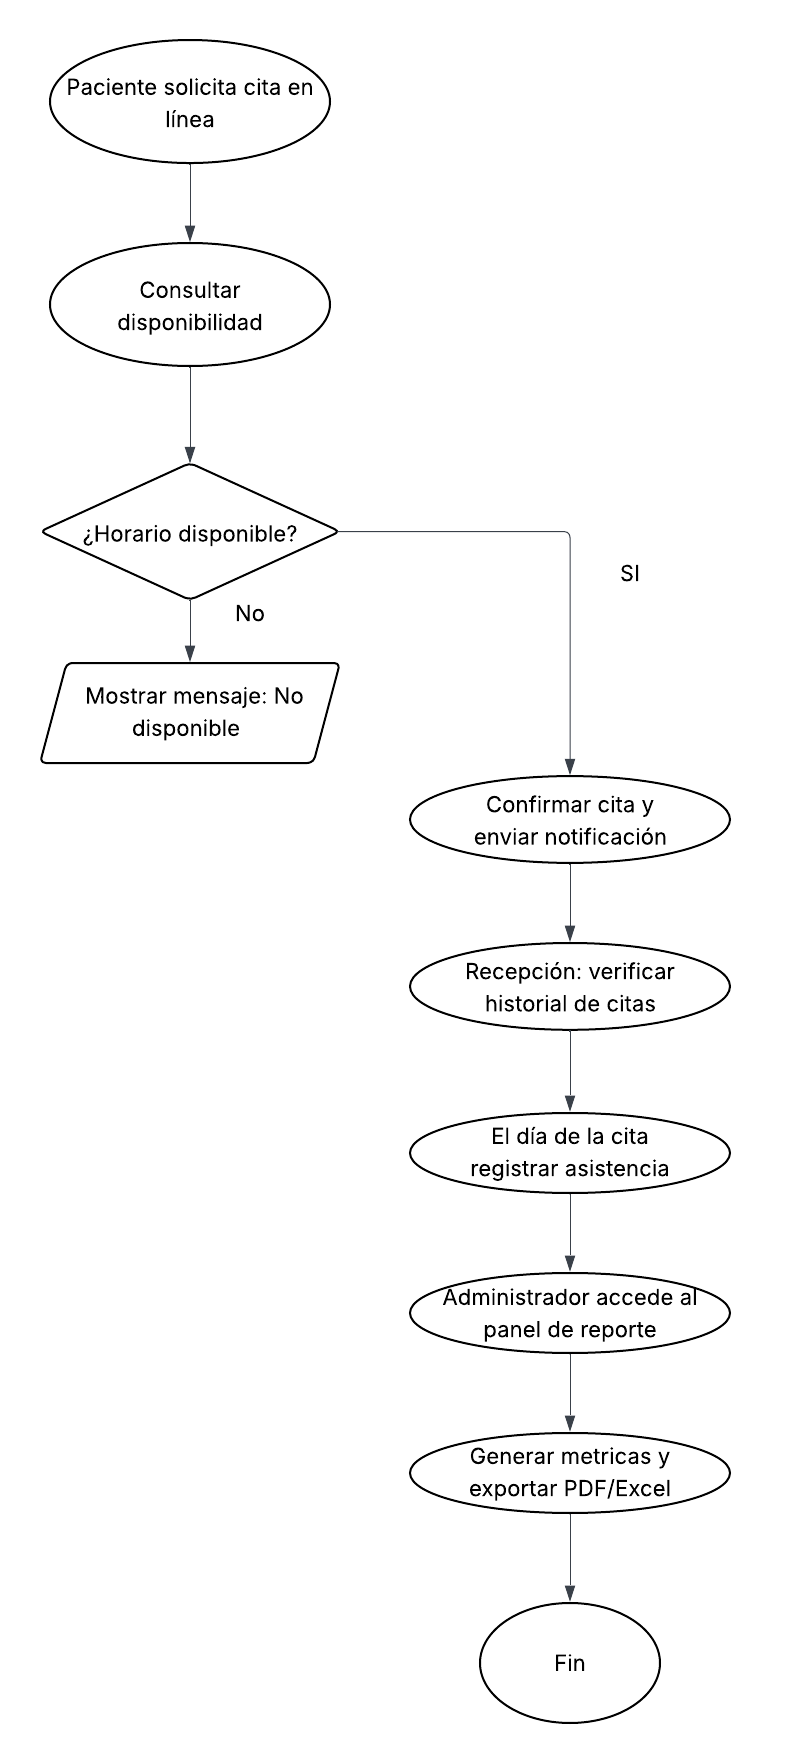 Paciente solicita cita en
línea
Consultar
disponibilidad
¿Horario disponible?
SI
No
Mostrar mensaje: No
disponible
Confirmar cita y
enviar notificación
Recepción: verificar
historial de citas
El día de la cita
registrar asistencia
Administrador accede al
panel de reporte
Generar metricas y
exportar PDF/Excel
Fin